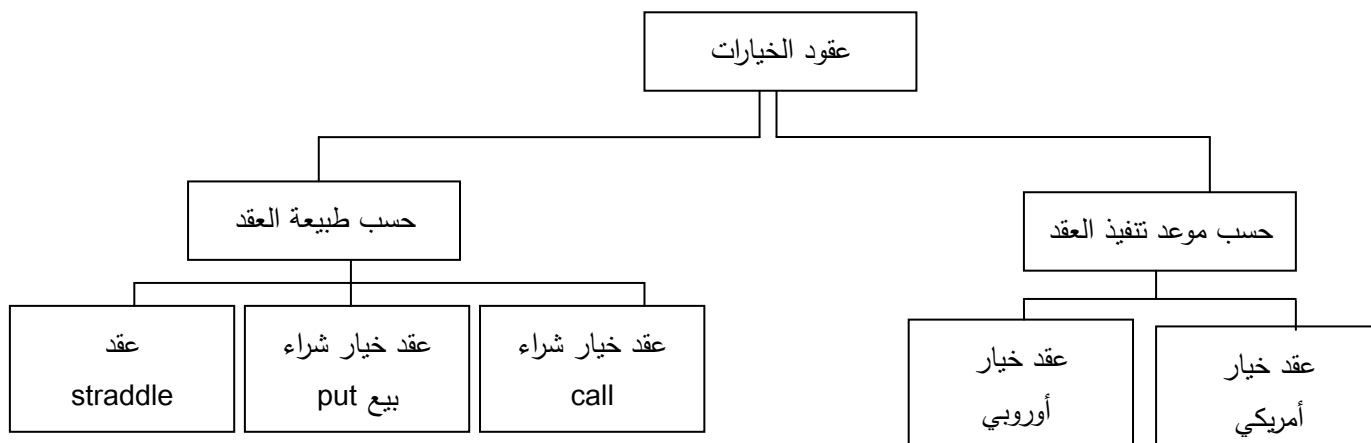 عقود الخيارات
حسب موعد تنفيذ العقد
حسب طبيعة العقد
عقد خيار
أمريكي
عقد خيار
أوروبي
عقد خيار شراء
call
عقد خيار شراء
بيع put
عقد
straddle